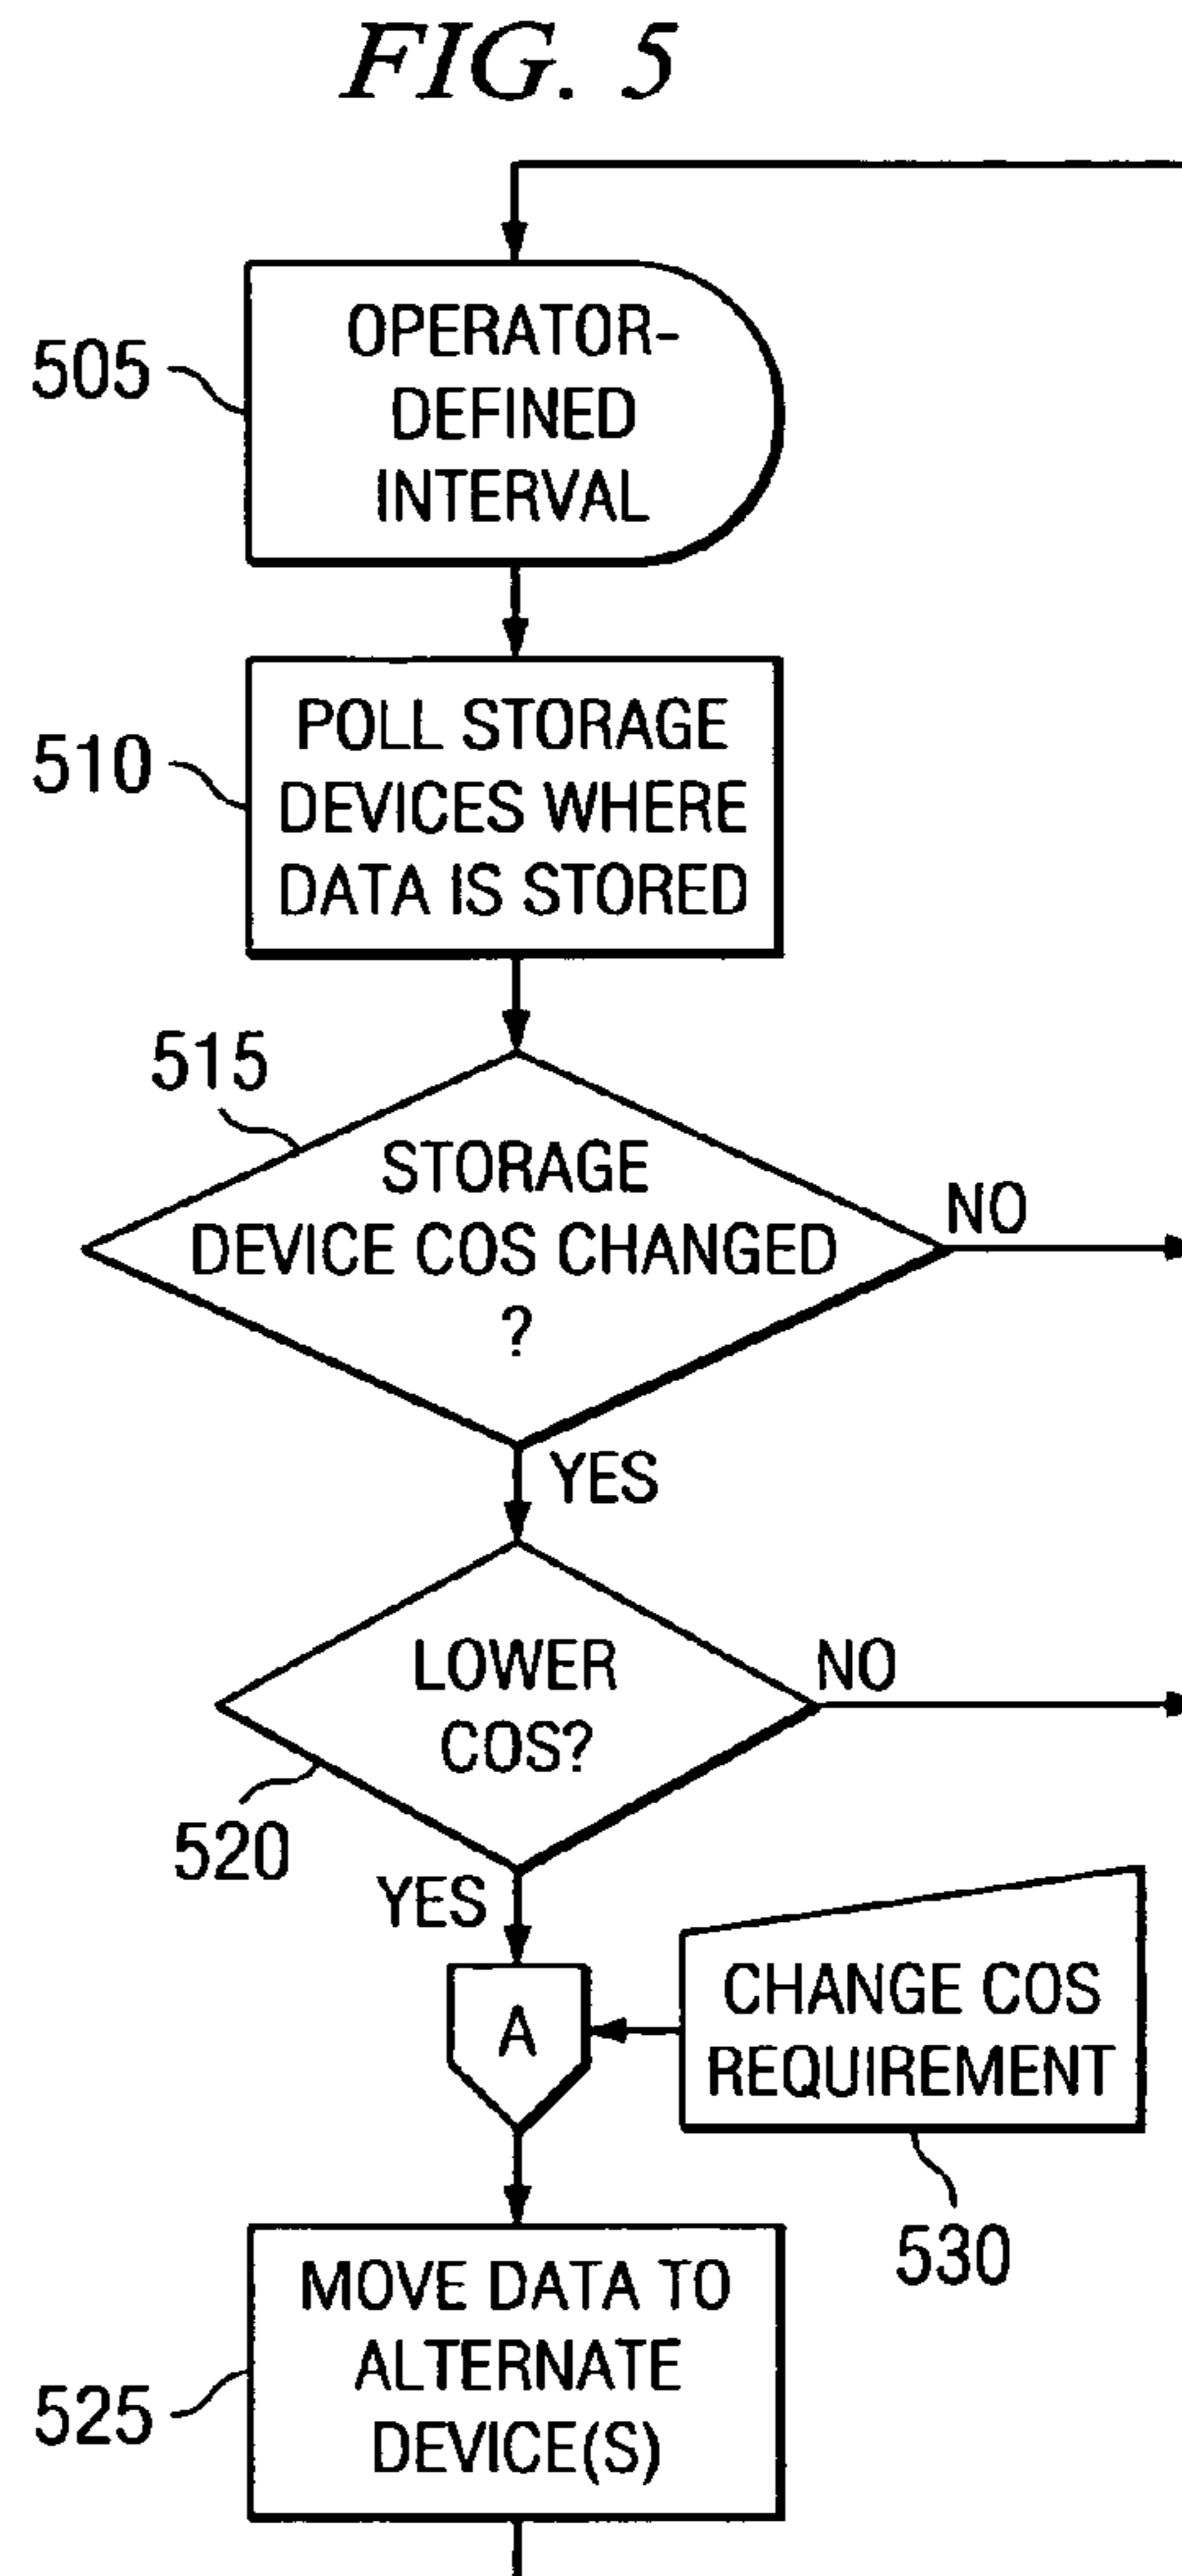 FIG. 5
505
OPERATOR-
DEFINED
INTERVAL
510
POLL STORAGE
DEVICES WHERE
DATA IS STORED
515
STORAGE
DEVICE COS CHANGED
?
NO
YES
LOWER
COS?
NO
520
YES
A
CHANGE COS
REQUIREMENT
530
525
MOVE DATA TO
ALTERNATE
DEVICE(S)